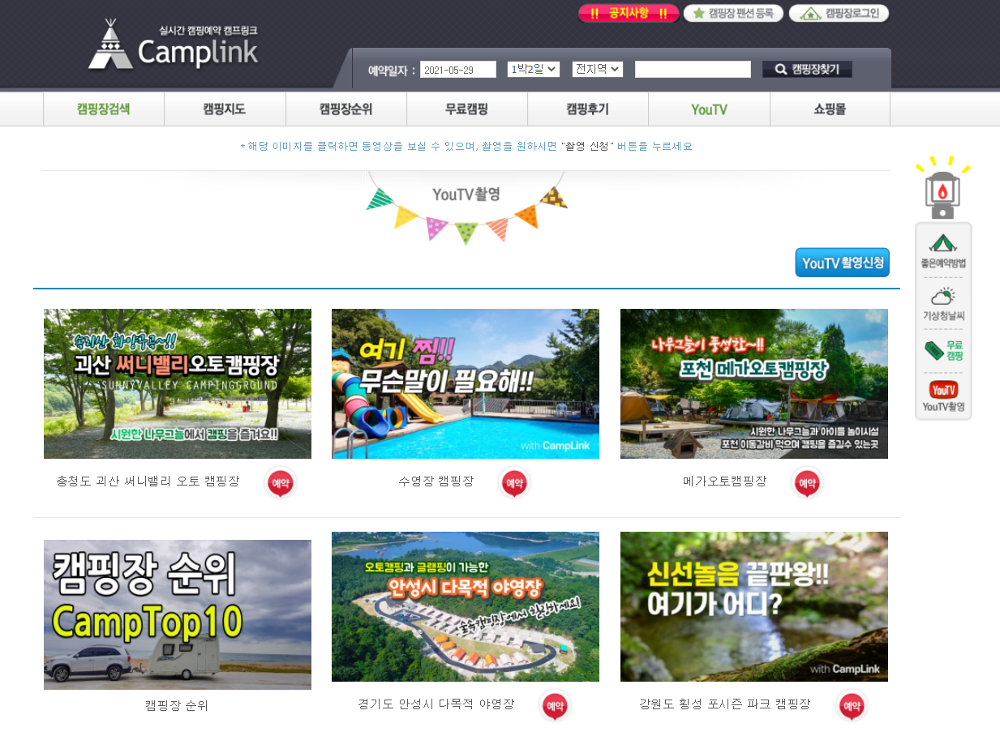 !! 공지사항 !!
캠핑장 펜션 등록
캠핑장로그인
실시간 캠핑예약 캠프링크
Camplink
예약일자 :
2021-05-29
1박2일
전지역
캠핑장찾기
캠핑장검색
캠핑지도
캠핑장순위
무료캠핑
캠핑후기
YouTV
쇼핑몰
* 해당 이미지를 클릭하면 동영상을 보실 수 있으며, 촬영을 원하시면 "촬영 신청" 버튼을 누르세요
YouTV촬영
YouTV 촬영신청
좋은예약방법
기상청날씨
무료
캠핑
YouTV
YouTV촬영
속리산 화양구곡~!!
괴산 써니밸리오토캠핑장
SUNNYVALLEY CAMPINGGROUND
시원한 나무그늘에서 캠핑을 즐겨요!!
여기 찜!!
무슨말이 필요해!!
with CampLink
나무그늘이 풍성한~!!
포천 메가오토캠핑장
시원한 나무그늘과 아이들 놀이시설
포천 이동갈비 먹으며 캠핑을 즐길수 있는곳
충청도 괴산 써니밸리 오토 캠핑장
예약
수영장 캠핑장
예약
메가오토캠핑장
예약
캠핑장 순위
CampTop10
오토캠핑과 글램핑이 가능한
안성시 다목적 야영장
숲속캠핑장에서 힐링하세요!
신선놀음 끝판왕!!
여기가 어디?
with CampLink
캠핑장 순위
경기도 안성시 다목적 야영장
예약
강원도 횡성 포시즌 파크 캠핑장
예약